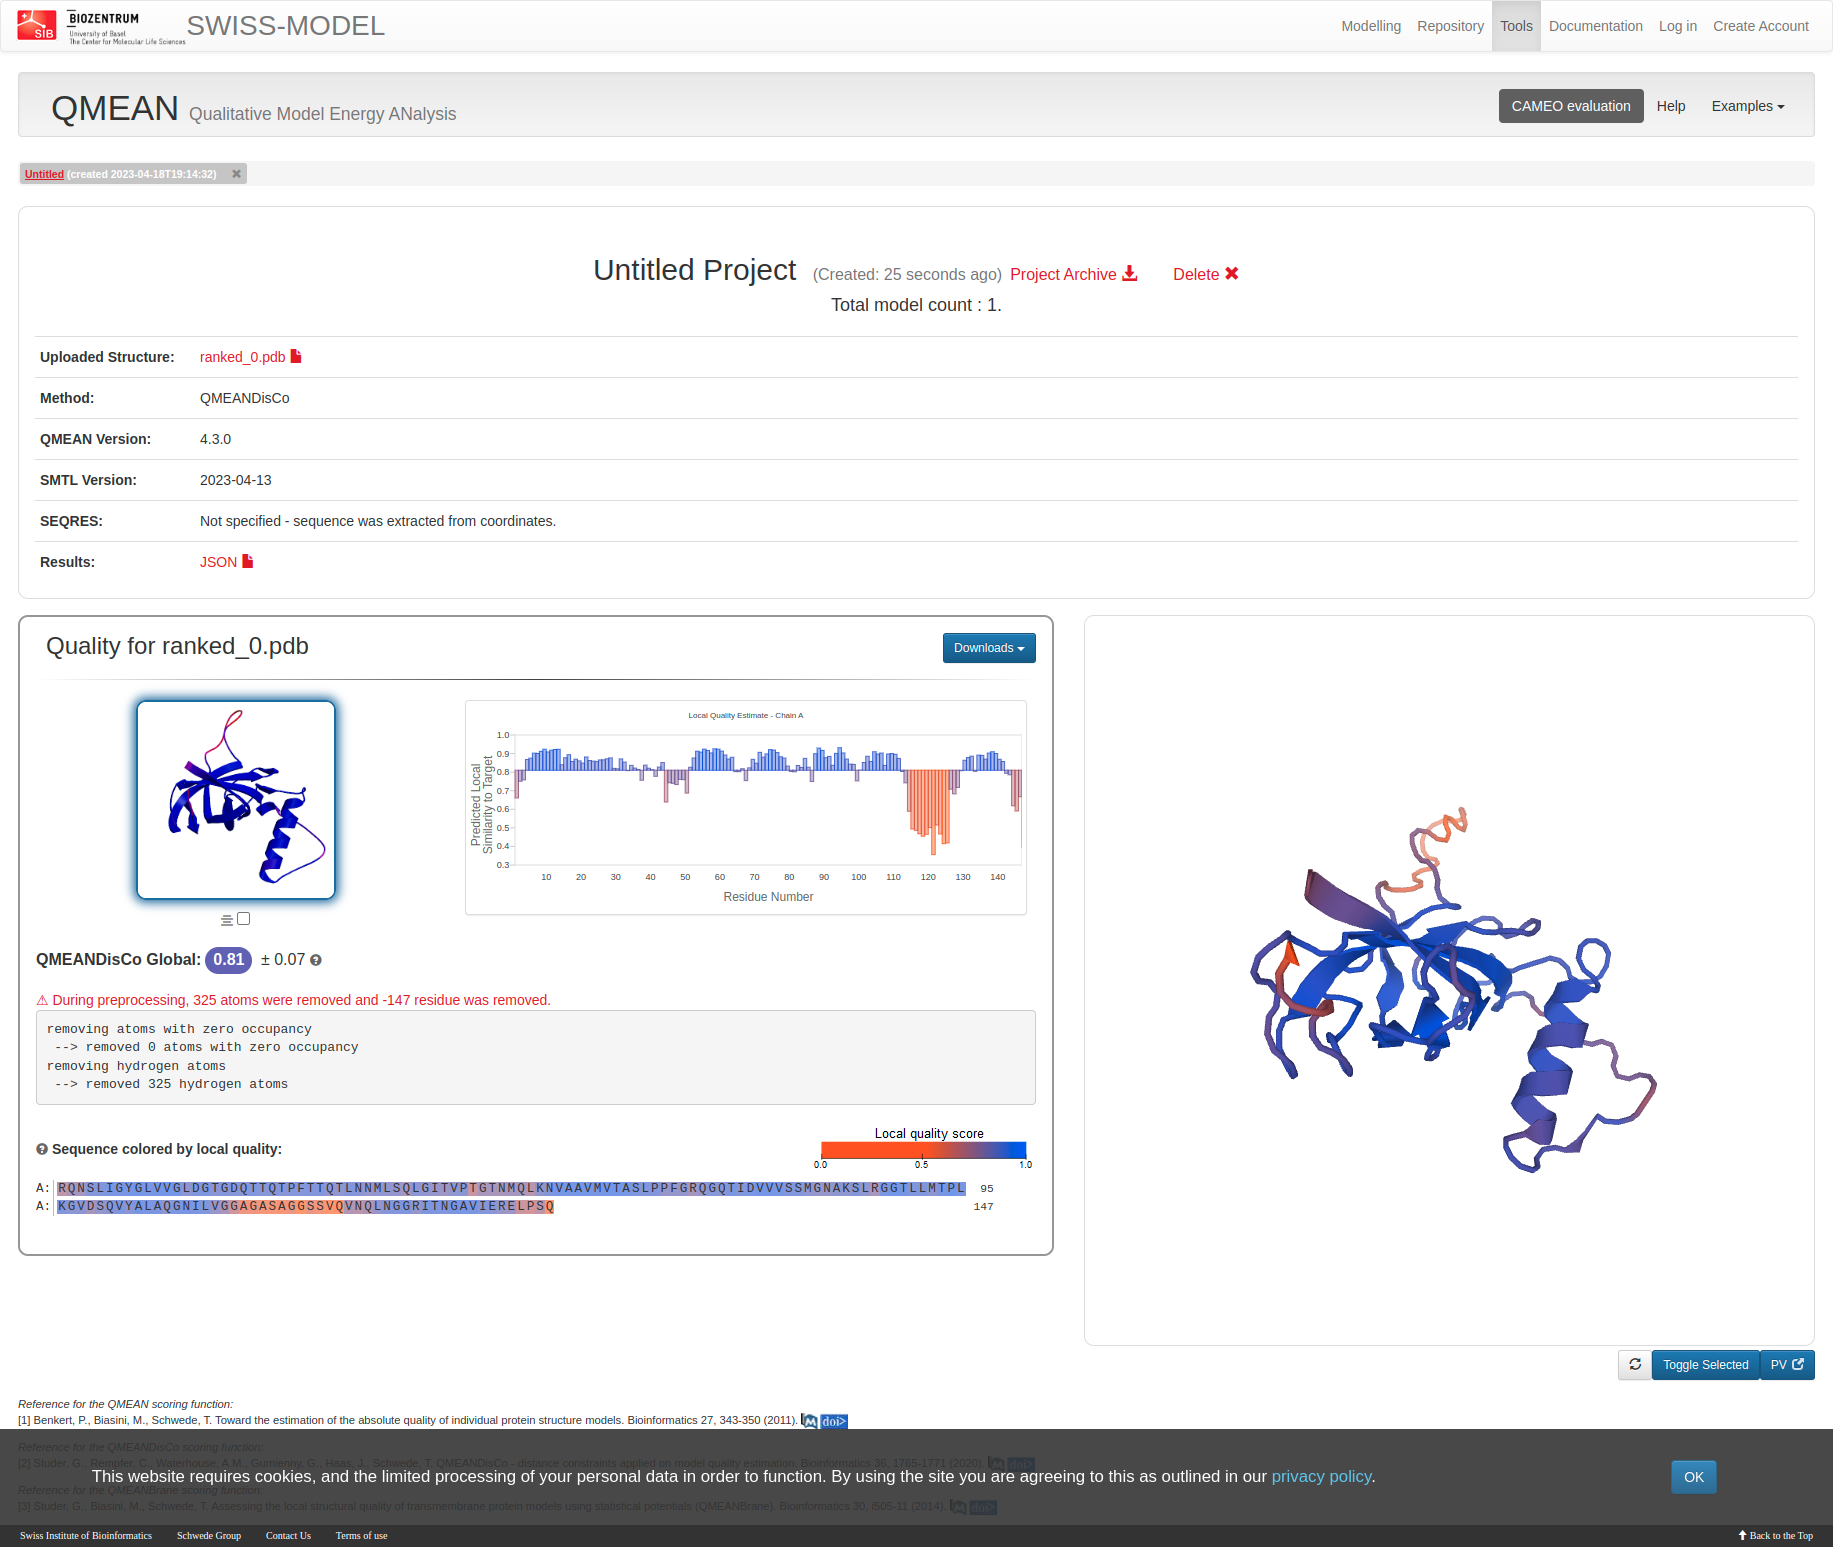 SIB
BIOZENTRUM
University of Basel
The Center for Molecular Life Sciences
SWISS-MODEL
Modelling Repository Tools Documentation Log in Create Account
QMEAN Qualitative Model Energy ANalysis
CAMEO evaluation Help Examples
Untitled (created 2023-04-18T19:14:32)
Untitled Project (Created: 25 seconds ago) Project Archive Delete
Total model count : 1.
Uploaded Structure: ranked_0.pdb
Method: QMEANDisCo
QMEAN Version: 4.3.0
SMTL Version: 2023-04-13
SEQRES: Not specified - sequence was extracted from coordinates.
Results: JSON
Quality for ranked_0.pdb
Downloads
Local Quality Estimate - Chain A
Predicted Local
Similarity to Target
1.0
0.9
0.8
0.7
0.6
0.5
0.4
0.3
10 20 30 40 50 60 70 80 90 100 110 120 130 140
Residue Number
QMEANDisCo Global: 0.81 ± 0.07
During preprocessing, 325 atoms were removed and -147 residue was removed.
removing atoms with zero occupancy
--> removed 0 atoms with zero occupancy
removing hydrogen atoms
--> removed 325 hydrogen atoms
Sequence colored by local quality:
Local quality score
0.0 0.5 1.0
A: RQNSLIGYGLVVGLDGTGDQTTQTPFTTQTLNNMLSQLGITVPTGTNMQLKNVAAVMVTASLPPFGRQGQTIDVVVSSMGNAKSLRGGTLLMTPL 95
A: KGVDSQVYALAQGNILVGGAGASAGGSSVQVNQLNGGRITNGAVIERELPSQ 147
Toggle Selected PV
Reference for the QMEAN scoring function:
[1] Benkert, P., Biasini, M., Schwede, T. Toward the estimation of the absolute quality of individual protein structure models. Bioinformatics 27, 343-350 (2011). doi>
Reference for the QMEANDisCo scoring function:
[2] Studer, G., Rempfer, C., Waterhouse, A.M., Gumienny, G., Haas, J., Schwede, T. QMEANDisCo - distance constraints applied on model quality estimation. Bioinformatics 36, 1765-1771 (2020). doi>
This website requires cookies, and the limited processing of your personal data in order to function. By using the site you are agreeing to this as outlined in our privacy policy.
OK
Reference for the QMEANBrane scoring function:
[3] Studer, G., Biasini, M., Schwede, T. Assessing the local structural quality of transmembrane protein models using statistical potentials (QMEANBrane). Bioinformatics 30, i505-11 (2014). doi>
Swiss Institute of Bioinformatics Schwede Group Contact Us Terms of use
Back to the Top